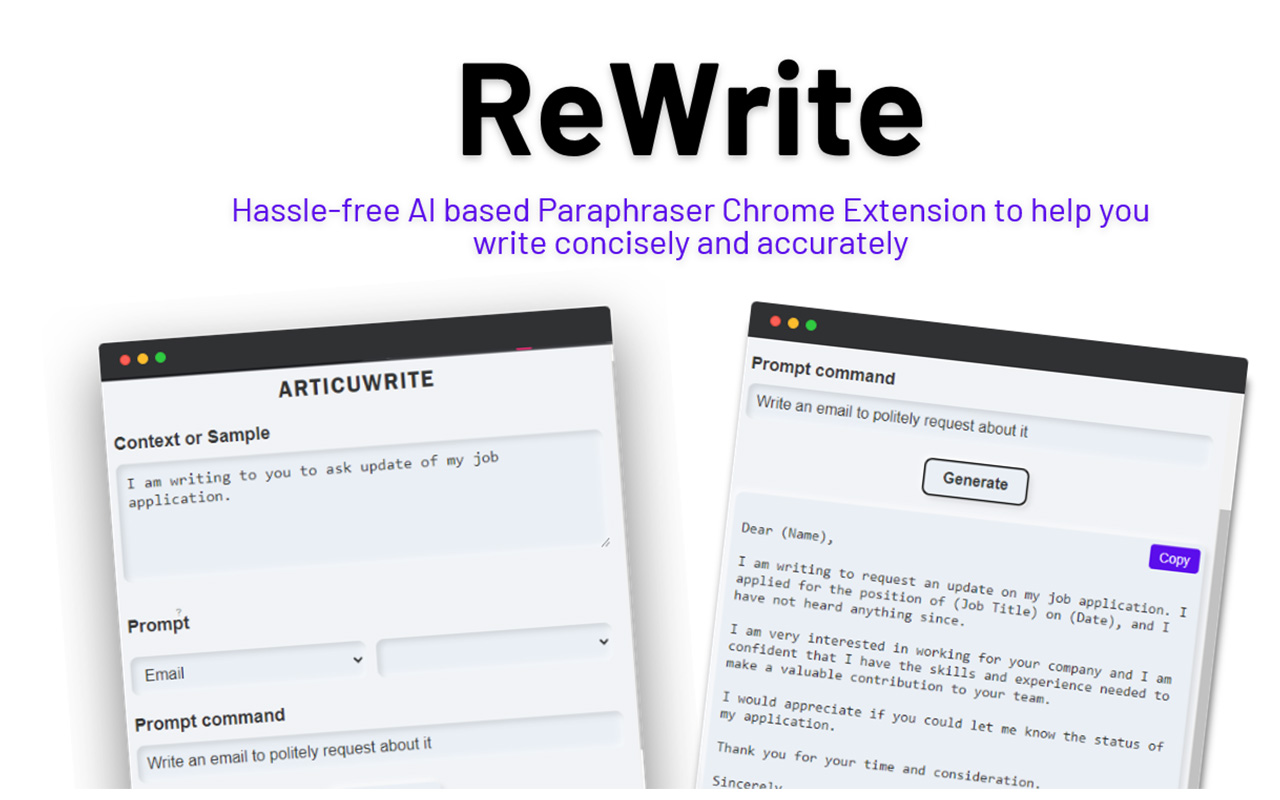 ReWrite
Hassle-free AI based Paraphraser Chrome Extension to help you
write concisely and accurately
ARTICUWRITE
Context or Sample
I am writing to you to ask update of my job
application.
Prompt
?
Email
Prompt command
Write an email to politely request about it
Prompt command
Write an email to politely request about it
Generate
Copy
Dear (Name),
I am writing to request an update on my job application. I
applied for the position of (Job Title) on (Date), and I
have not heard anything since.
I am very interested in working for your company and I am
confident that I have the skills and experience needed to
make a valuable contribution to your team.
I would appreciate if you could let me know the status of
my application.
Thank you for your time and consideration.
Sincerely